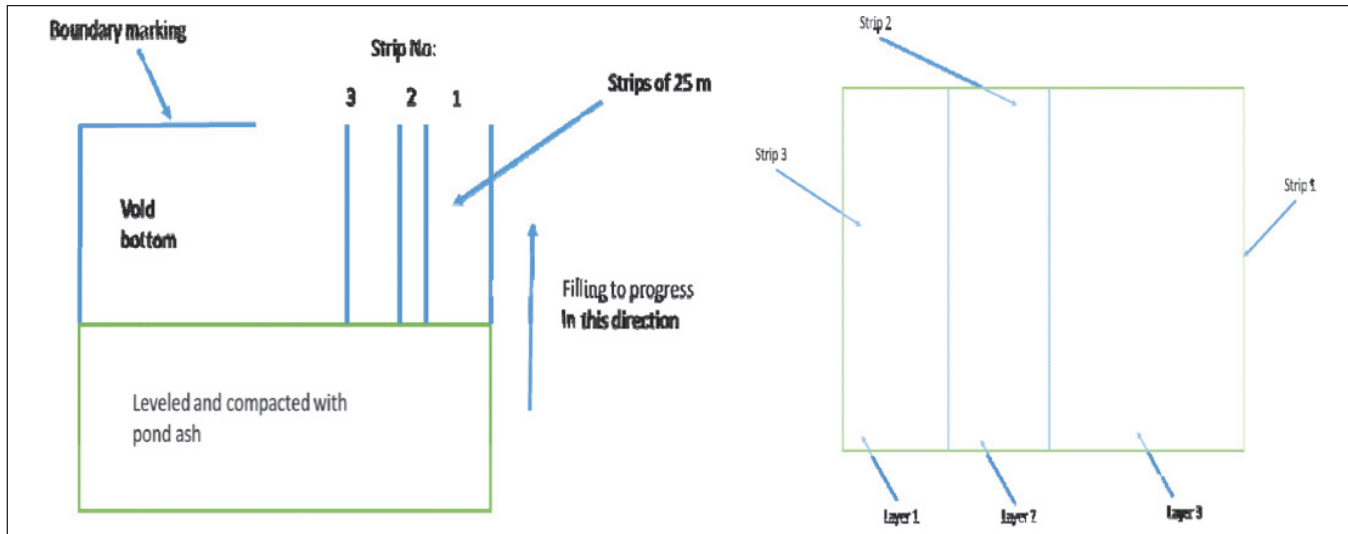 Boundary marking
Strip No:
3 2 1
Strips of 25 m
Void
bottom
Filling to progress
In this direction
Leveled and compacted with
pond ash
Strip 2
Strip 3
Strip 1
Layer 1
Layer 2
Layer 3